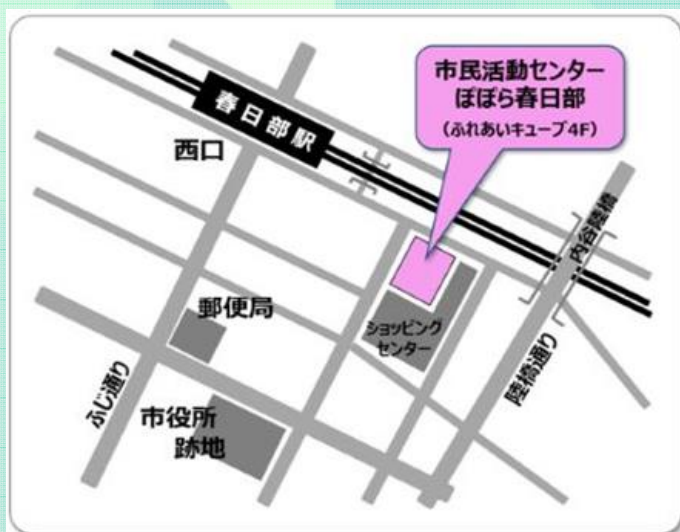 市民活動センター
ぽぽら春日部
（ふれあいキューブ4F）
春日部駅
西口
内谷陸橋
郵便局
ショッピング
センター
陸橋通り
ふじ通り
市役所
跡地